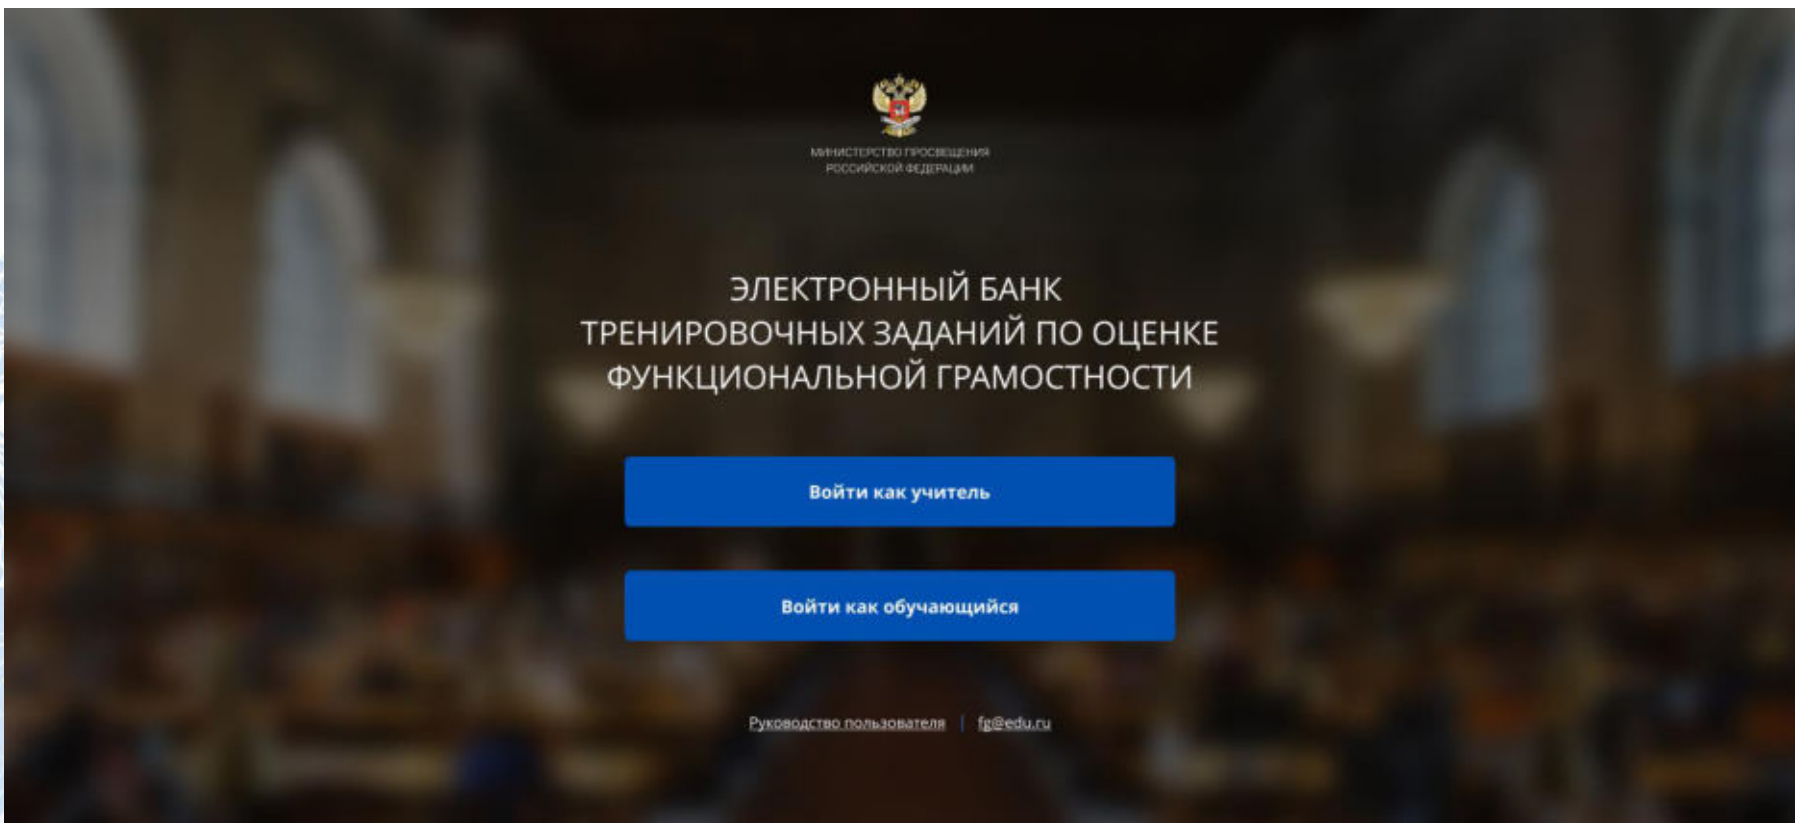 МИНИСТЕРСТВО ПРОСВЕЩЕНИЯ
РОССИЙСКОЙ ФЕДЕРАЦИИ
ЭЛЕКТРОННЫЙ БАНК
ТРЕНИРОВОЧНЫХ ЗАДАНИЙ ПО ОЦЕНКЕ
ФУНКЦИОНАЛЬНОЙ ГРАМОСТНОСТИ
Войти как учитель
Войти как обучающийся
Руководство пользователя | fg@edu.ru